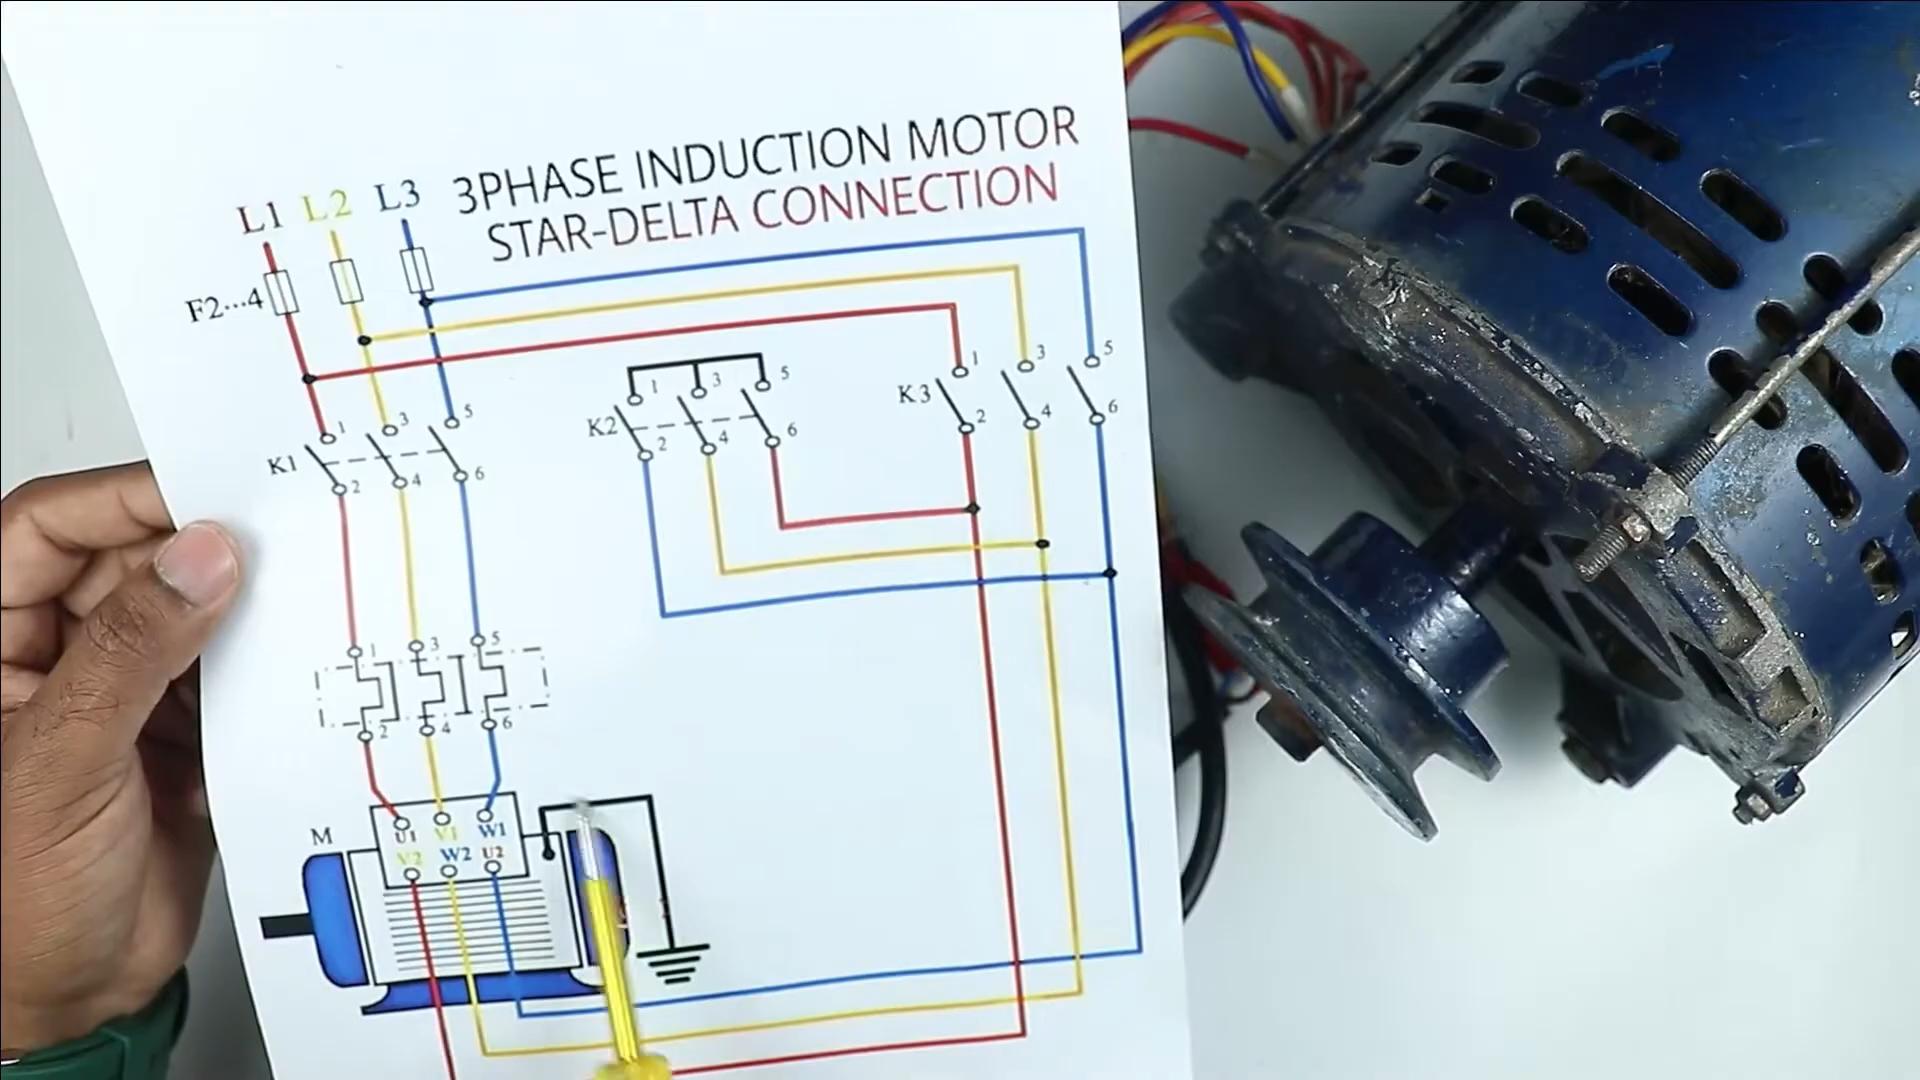 3PHASE INDUCTION MOTOR
STAR-DELTA CONNECTION
L1 L2 L3
F2...4
K1 1 3 5
2 4 6
K2 1 3 5
2 4 6
K3 1 3 5
2 4 6
1 3 5
2 4 6
M
U1 V1 W1
V2 W2 U2